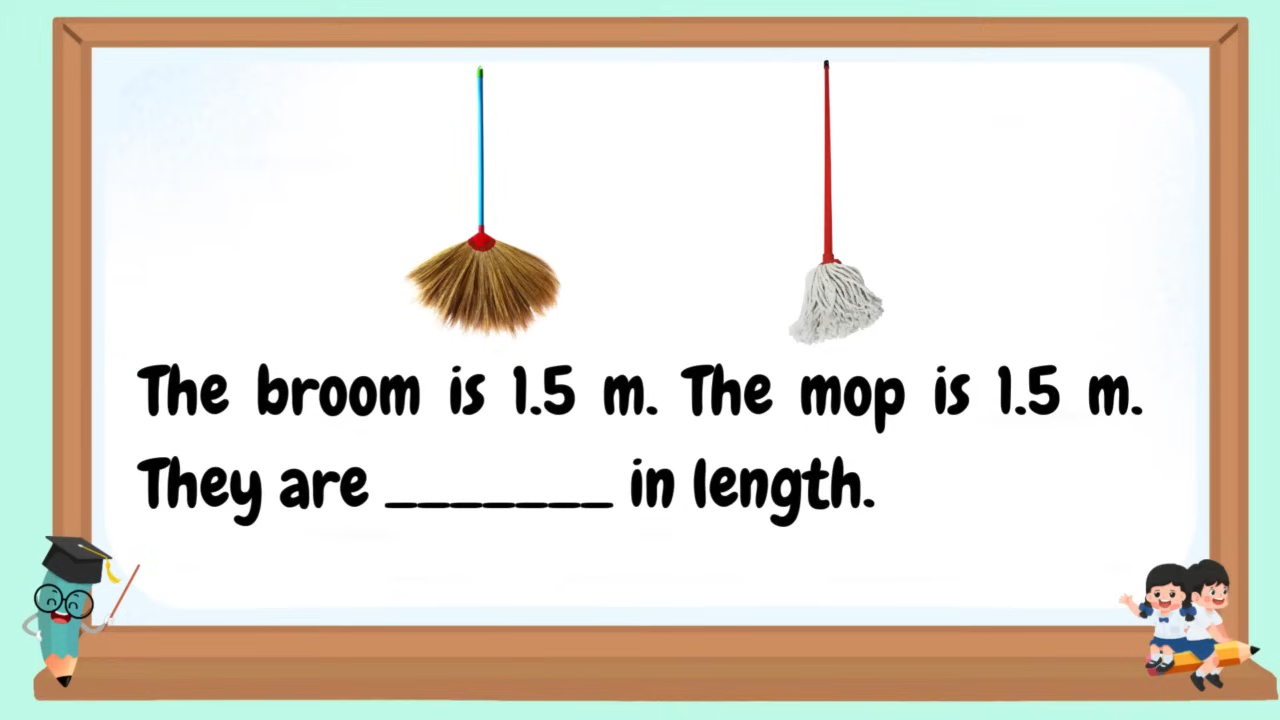 The broom is 1.5 m. The mop is 1.5 m.
They are _______ in length.